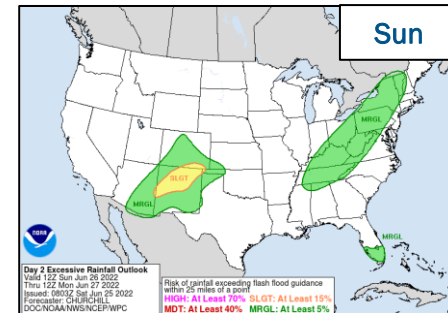 Sun
MRGL
SLGT
MRGL
MRGL
NOAA
Day 2 Excessive Rainfall Outlook
Valid 12Z Sun Jun 26 2022
Thru 12Z Mon Jun 27 2022
Issued: 0803Z Sat Jun 25 2022
Forecaster: CHURCHILL
DOC/NOAA/NWS/NCEP/WPC
Risk of rainfall exceeding flash flood guidance
within 25 miles of a point
HIGH: At Least 70% SLGT: At Least 15%
MDT: At Least 40% MRGL: At Least 5%